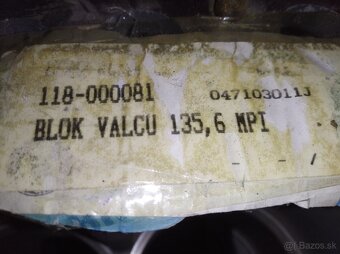 118-000081 047103011J
BLOK VALCU 135,6 MPI
- - /
Bazos.sk